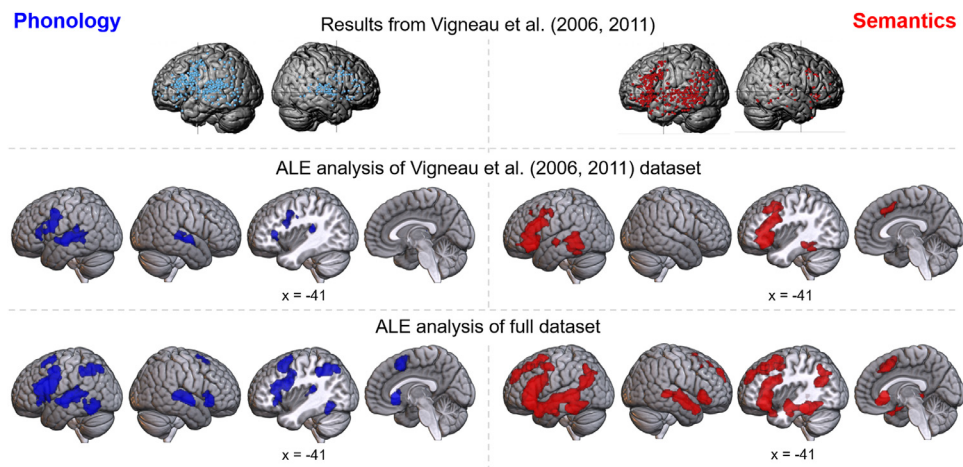 Phonology
Results from Vigneau et al. (2006, 2011)
Semantics
ALE analysis of Vigneau et al. (2006, 2011) dataset
x = -41
x = -41
ALE analysis of full dataset
x = -41
x = -41